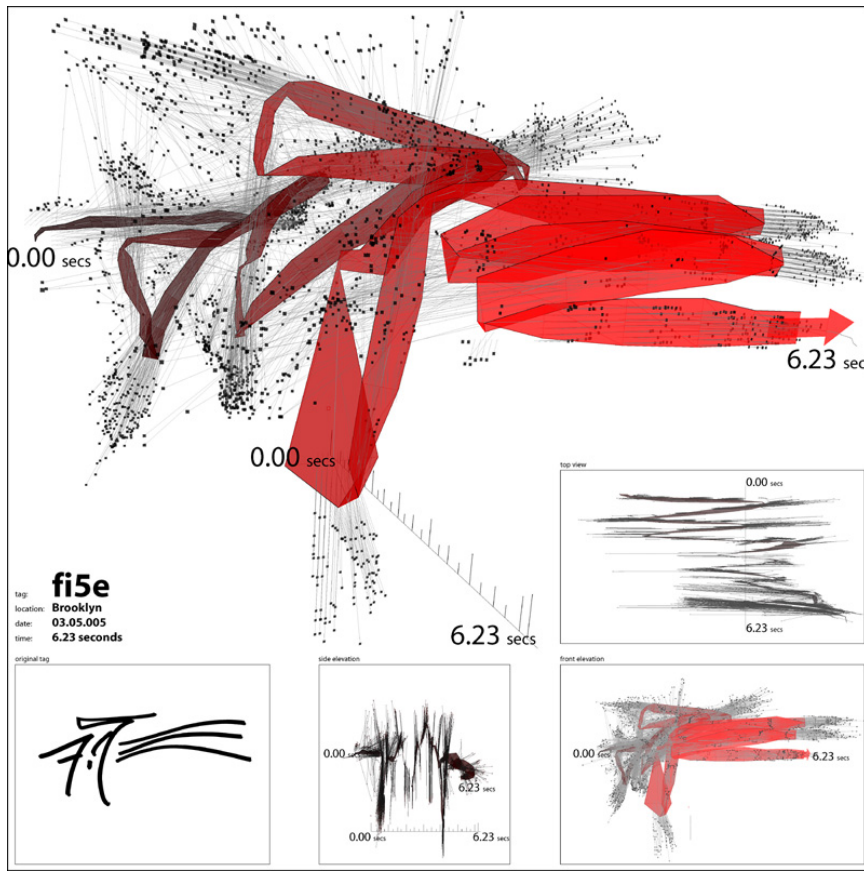 0.00 secs
6.23 sec
0.00 secs
6.23 secs
tag: fi5e
location: Brooklyn
date: 03.05.005
time: 6.23 seconds
top view
0.00 secs
6.23 secs
original tag
side elevation
0.00
6.23 secs
0.00 secs
6.23 secs
front elevation
0.00 secs
6.23 secs